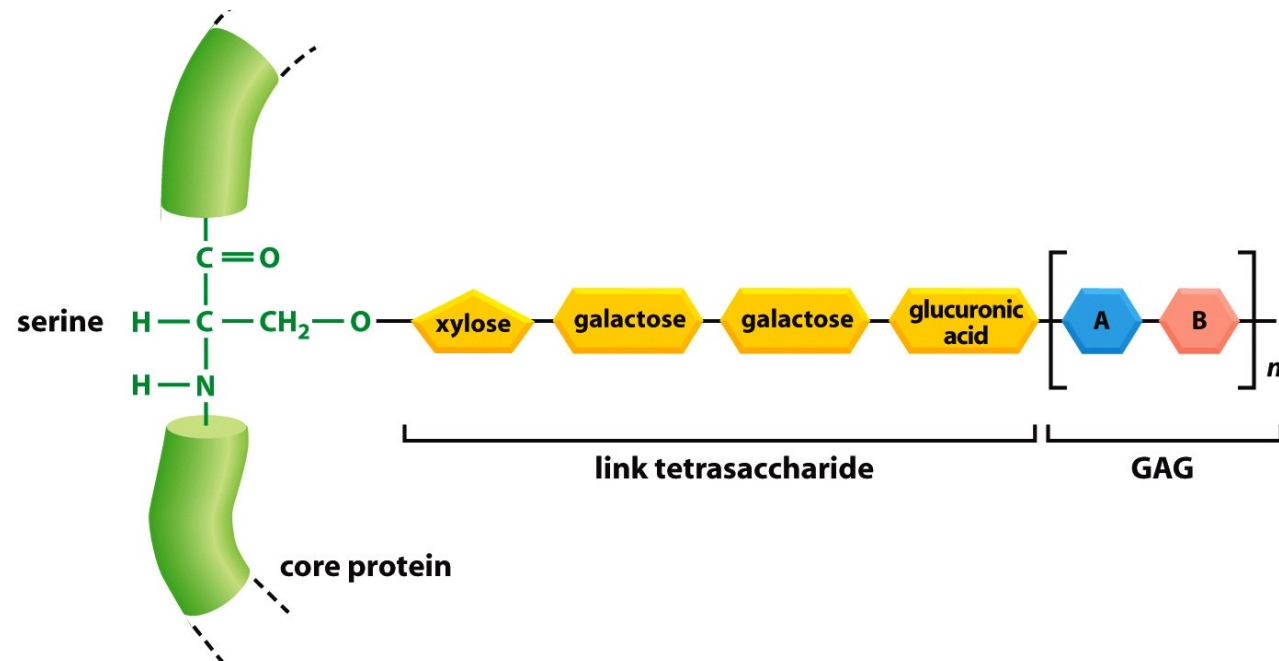 C=O
serine H—C—CH₂—O— xylose galactose galactose glucuronic acid [ A B ] n
H—N
link tetrasaccharide GAG
core protein